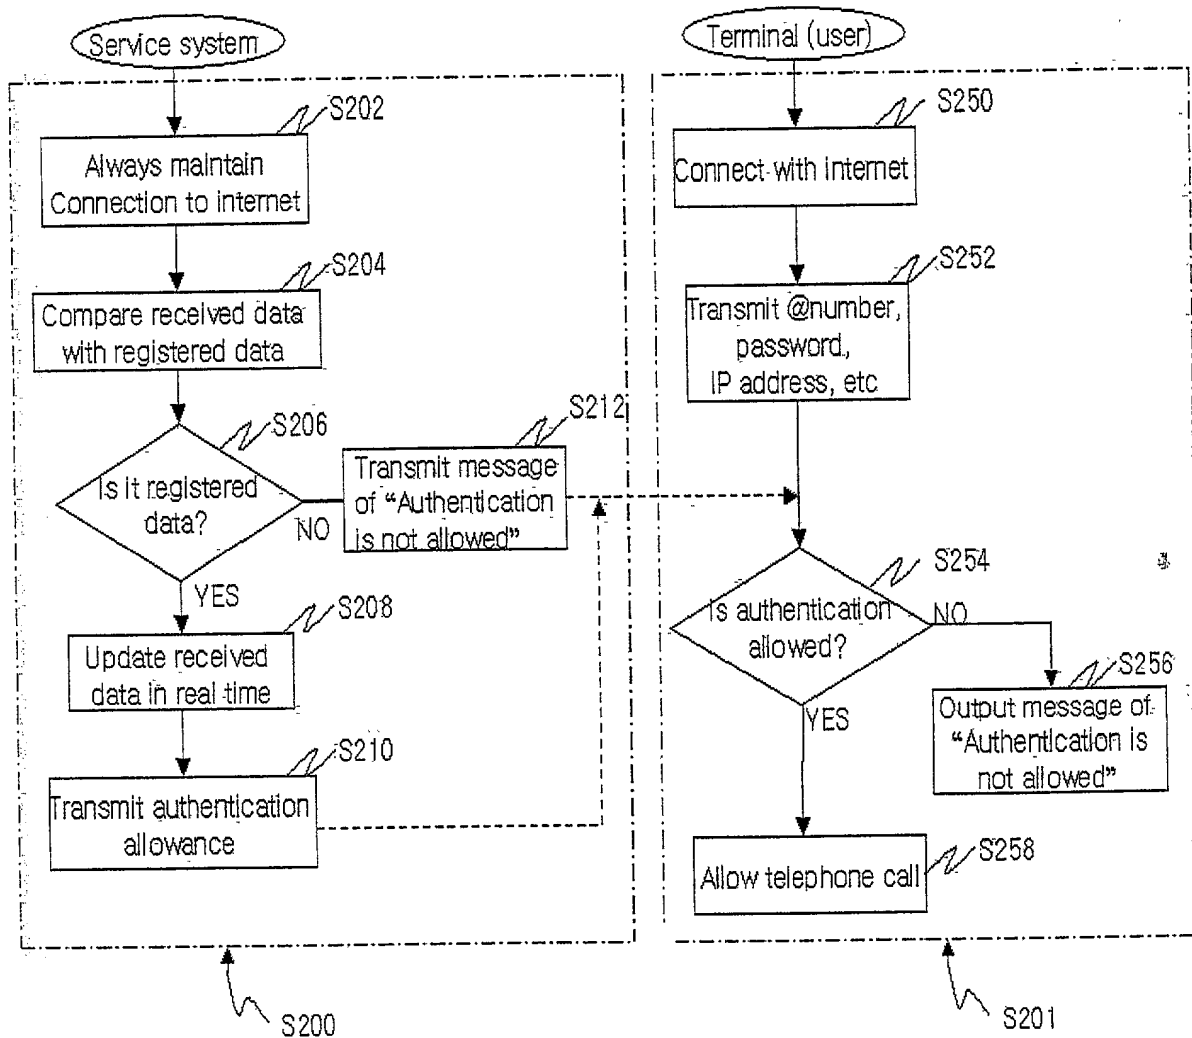 Service system
S202
Always maintain
Connection to internet
S204
Compare received data
with registered data
S206
Is it registered
data?
NO
YES
S212
Transmit message
of “Authentication
is not allowed”
S208
Update received
data in real time
S210
Transmit authentication
allowance
S200
Terminal (user)
S250
Connect with internet
S252
Transmit @number,
password,
IP address, etc
S254
Is authentication
allowed?
NO
YES
S256
Output message of
“Authentication is
not allowed”
S258
Allow telephone call
S201